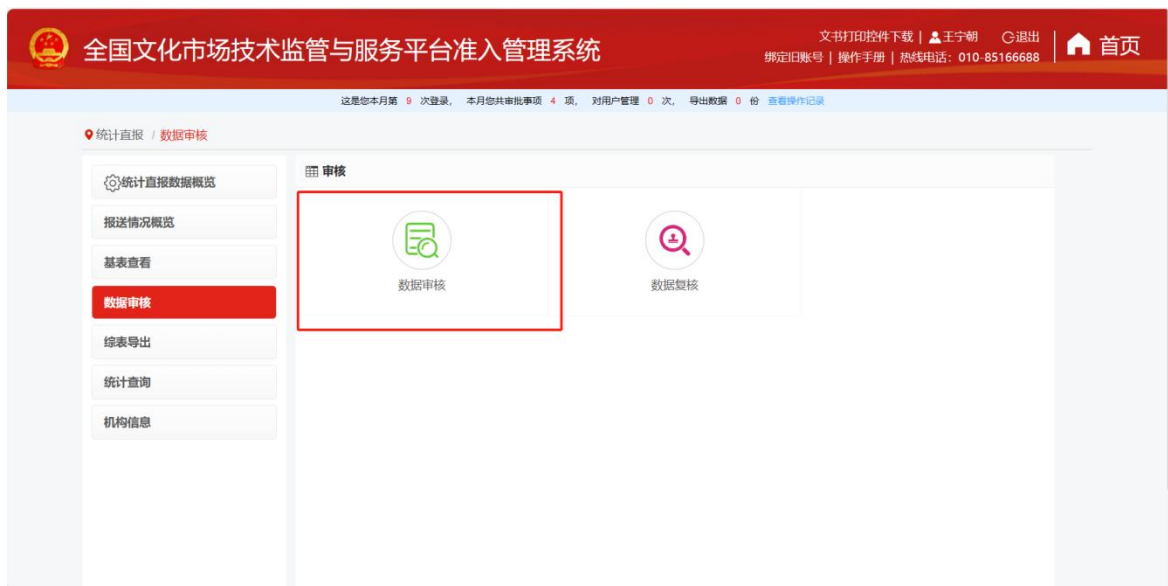 全国文化市场技术监管与服务平台准入管理系统
文书打印控件下载 | 王宁朝 退出
绑定旧账号 | 操作手册 | 热线电话：010-85166688
首页
这是您本月第 9 次登录， 本月您共审批事项 4 项， 对用户管理 0 次， 导出数据 0 份 查看操作记录
统计直报 / 数据审核
统计直报数据概览
报送情况概览
基表查看
数据审核
综表导出
统计查询
机构信息
审核
数据审核
数据复核